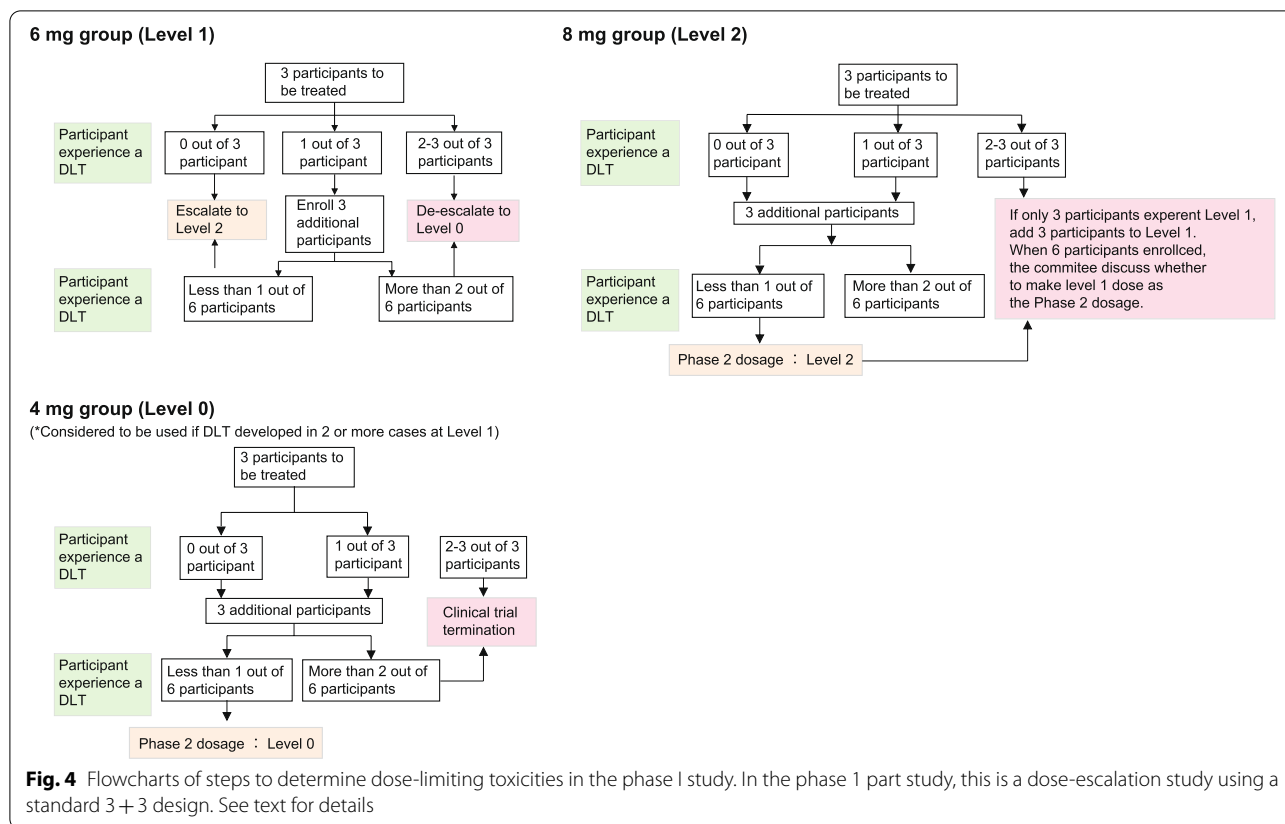 6 mg group (Level 1)
3 participants to
be treated
Participant
experience a
DLT
0 out of 3
participant
1 out of 3
participant
2-3 out of 3
participants
Escalate to
Level 2
Enroll 3
additional
participants
De-escalate to
Level 0
Participant
experience a
DLT
Less than 1 out of
6 participants
More than 2 out of
6 participants
8 mg group (Level 2)
3 participants to
be treated
Participant
experience a
DLT
0 out of 3
participant
1 out of 3
participant
2-3 out of 3
participants
3 additional participants
If only 3 participants experent Level 1,
add 3 participants to Level 1.
When 6 participants enrollced,
the commitee discuss whether
to make level 1 dose as
the Phase 2 dosage.
Participant
experience a
DLT
Less than 1 out of
6 participants
More than 2 out of
6 participants
Phase 2 dosage : Level 2
4 mg group (Level 0)
(*Considered to be used if DLT developed in 2 or more cases at Level 1)
3 participants to
be treated
Participant
experience a
DLT
0 out of 3
participant
1 out of 3
participant
2-3 out of 3
participants
3 additional participants
Clinical trial
termination
Participant
experience a
DLT
Less than 1 out of
6 participants
More than 2 out of
6 participants
Phase 2 dosage : Level 0
Fig. 4 Flowcharts of steps to determine dose-limiting toxicities in the phase I study. In the phase 1 part study, this is a dose-escalation study using a
standard 3 + 3 design. See text for details